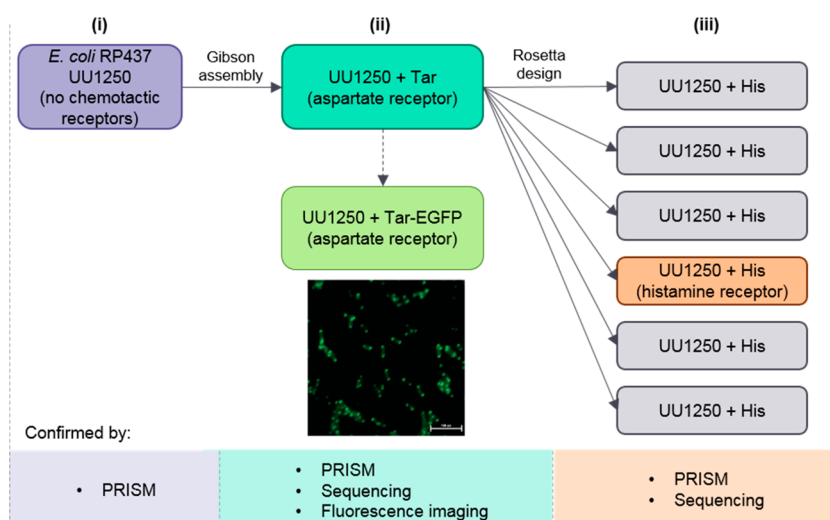 (i)
(ii)
(iii)
E. coli RP437
UU1250
(no chemotactic
receptors)
Gibson
assembly
UU1250 + Tar
(aspartate receptor)
Rosetta
design
UU1250 + His
UU1250 + His
UU1250 + His
UU1250 + His
(histamine receptor)
UU1250 + His
UU1250 + His
UU1250 + Tar-EGFP
(aspartate receptor)
Confirmed by:
• PRISM
• PRISM
• Sequencing
• Fluorescence imaging
• PRISM
• Sequencing